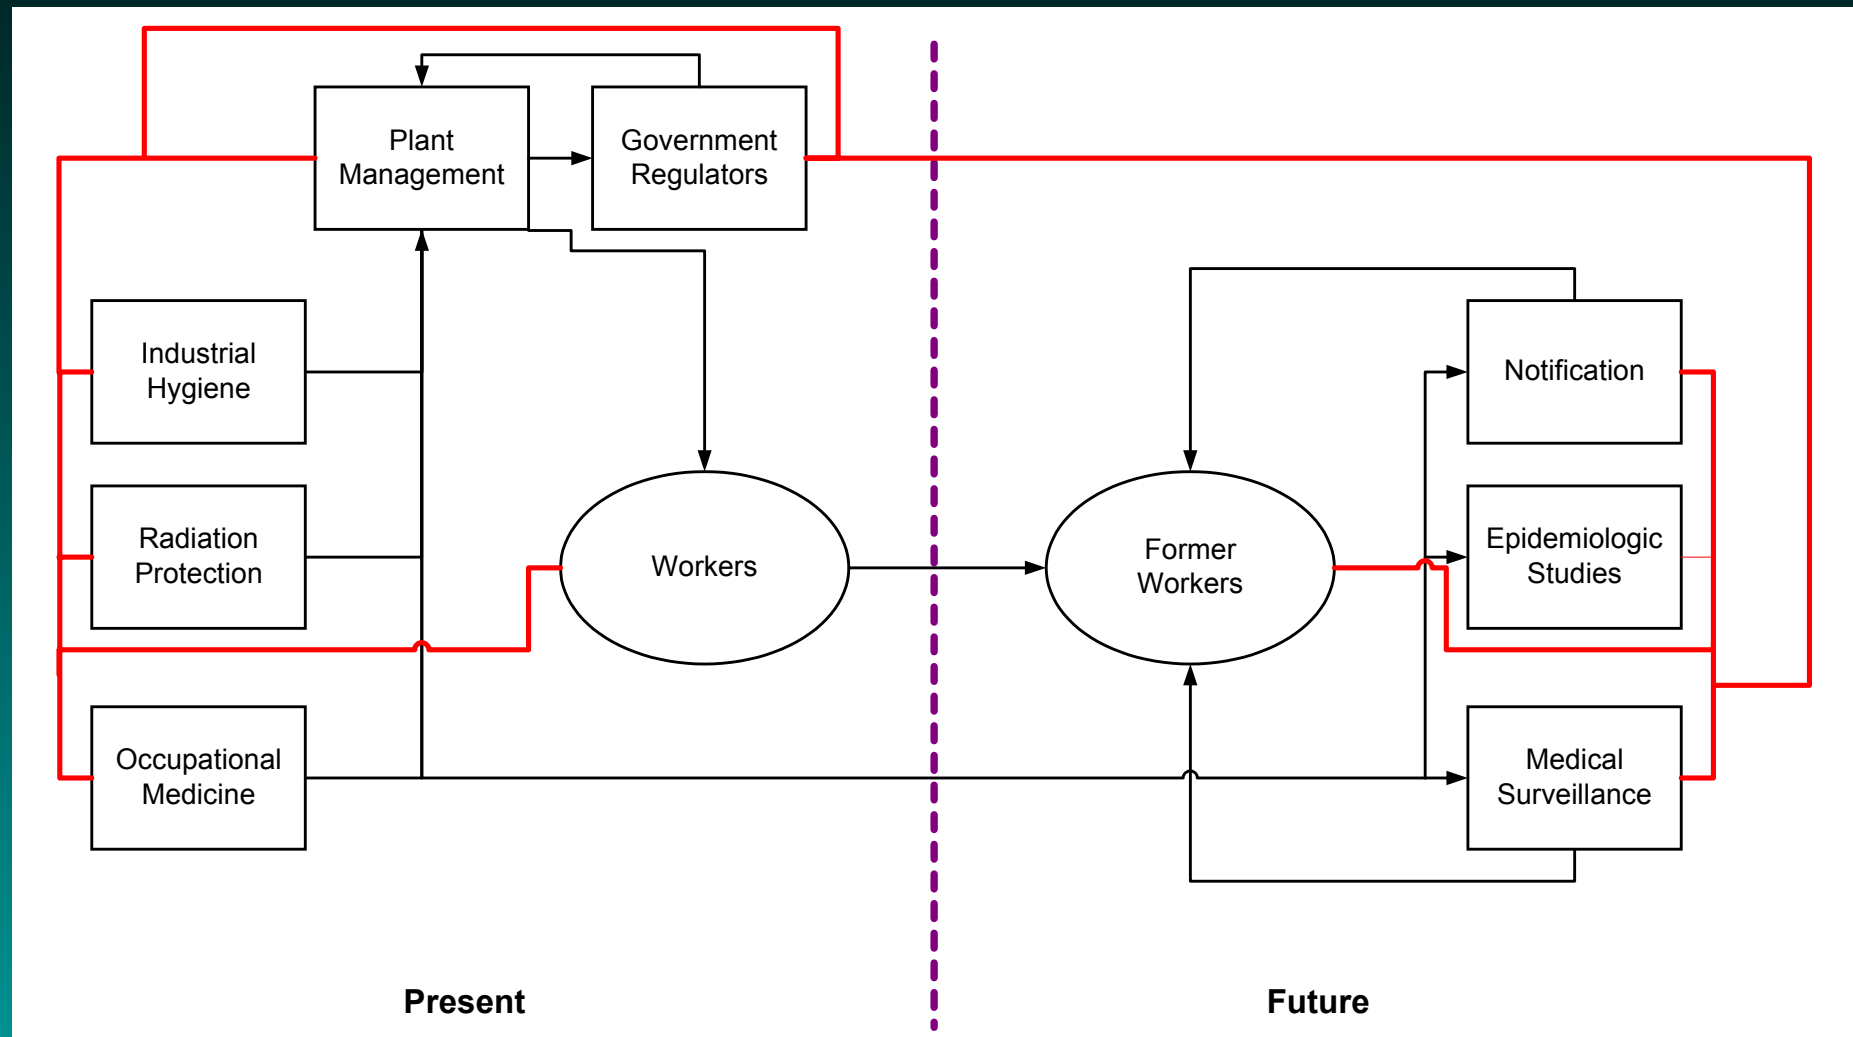 Plant
Management
Government
Regulators
Industrial
Hygiene
Notification
Radiation
Protection
Workers
Former
Workers
Epidemiologic
Studies
Occupational
Medicine
Medical
Surveillance
Present
Future